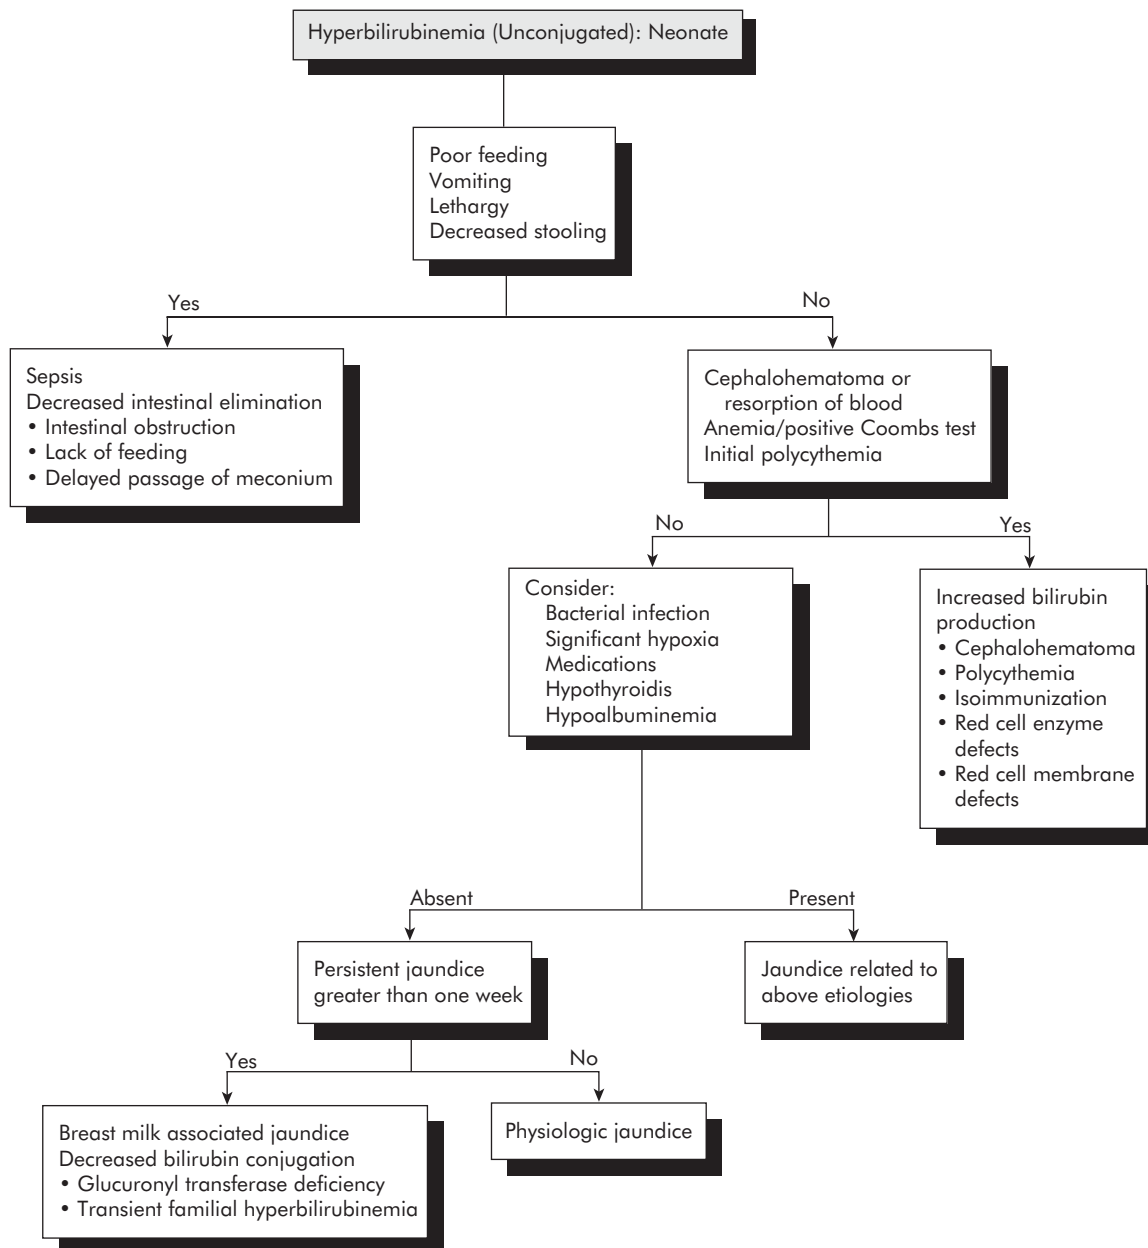 Hyperbilirubinemia (Unconjugated): Neonate
Poor feeding
Vomiting
Lethargy
Decreased stooling
Yes
No
Sepsis
Decreased intestinal elimination
• Intestinal obstruction
• Lack of feeding
• Delayed passage of meconium
Cephalohematoma or
resorption of blood
Anemia/positive Coombs test
Initial polycythemia
No
Yes
Consider:
Bacterial infection
Significant hypoxia
Medications
Hypothyroidis
Hypoalbuminemia
Increased bilirubin
production
• Cephalohematoma
• Polycythemia
• Isoimmunization
• Red cell enzyme
defects
• Red cell membrane
defects
Absent
Present
Persistent jaundice
greater than one week
Jaundice related to
above etiologies
Yes
No
Breast milk associated jaundice
Decreased bilirubin conjugation
• Glucuronyl transferase deficiency
• Transient familial hyperbilirubinemia
Physiologic jaundice